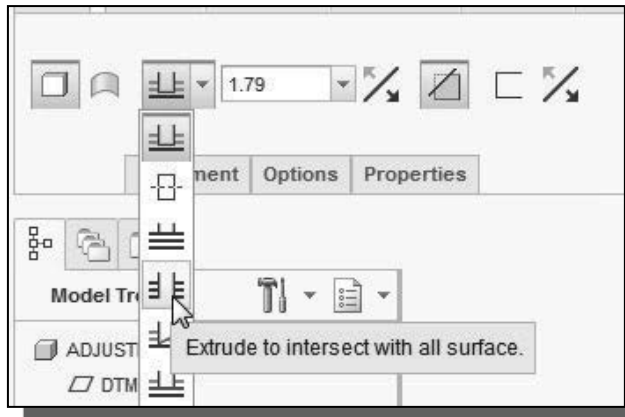 1.79
ment Options Properties
Model Tr
ADJUST Extrude to intersect with all surface.
DTM